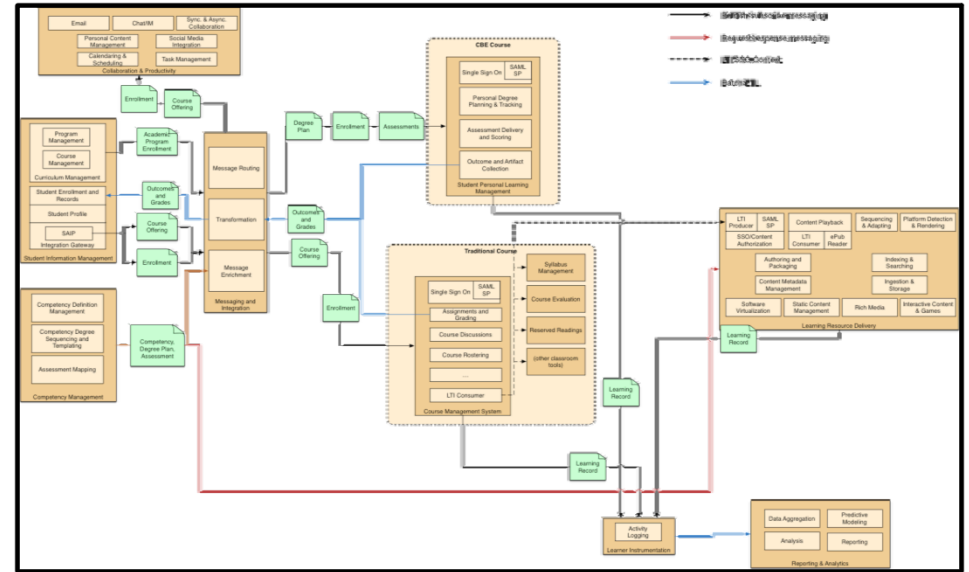 Email
Chat/IM
Sync. & Async.
Collaboration
Personal Content
Management
Social Media
Integration
Calendaring &
Scheduling
Task Management
Collaboration & Productivity
Enrollment
Course
Offering
Program
Management
Course
Management
Curriculum Management
Student Enrollment and
Records
Student Profile
SAIP
Integration Gateway
Student Information Management
Academic
Program
Enrollment
Outcomes
and
Grades
Course
Offering
Enrollment
Message Routing
Transformation
Message
Enrichment
Messaging and
Integration
Degree
Plan
Enrollment
Assessments
Outcomes
and
Grades
Course
Offering
Enrollment
CBE Course
Single Sign On
SAML
SP
Personal Degree
Planning & Tracking
Assessment Delivery
and Scoring
Outcome and Artifact
Collection
Student Personal Learning
Management
Traditional Course
Single Sign On
SAML
SP
Assignments and
Grading
Course Discussions
Course Rostering
...
LTI Consumer
Course Management System
Syllabus
Management
Course Evaluation
Reserved Readings
(other classroom
tools)
LTI
Producer
SAML
SP
Content Playback
Sequencing
& Adapting
Platform Detection
& Rendering
SSO/Content
Authorization
LTI
Consumer
ePub
Reader
Authoring and
Packaging
Indexing &
Searching
Content Metadata
Management
Ingestion &
Storage
Software
Virtualization
Static Content
Management
Rich Media
Interactive Content
& Games
Learning Resource Delivery
Learning
Record
Competency Definition
Management
Competency Degree
Sequencing and
Templating
Assessment Mapping
Competency Management
Competency,
Degree Plan,
Assessment
Learning
Record
Learning
Record
Activity
Logging
Learner Instrumentation
Data Aggregation
Predictive
Modeling
Analysis
Reporting
Reporting & Analytics